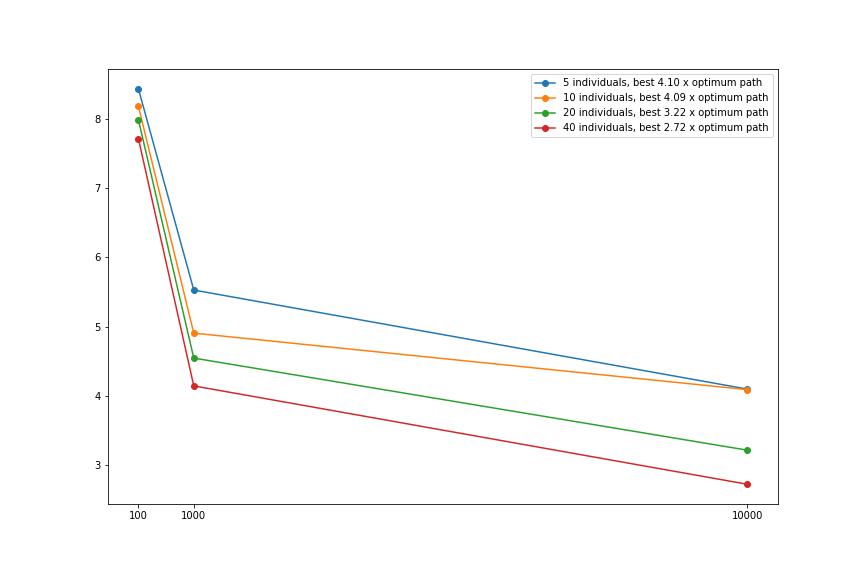 5 individuals, best 4.10 x optimum path
10 individuals, best 4.09 x optimum path
20 individuals, best 3.22 x optimum path
40 individuals, best 2.72 x optimum path
8
7
6
5
4
3
100 1000 10000